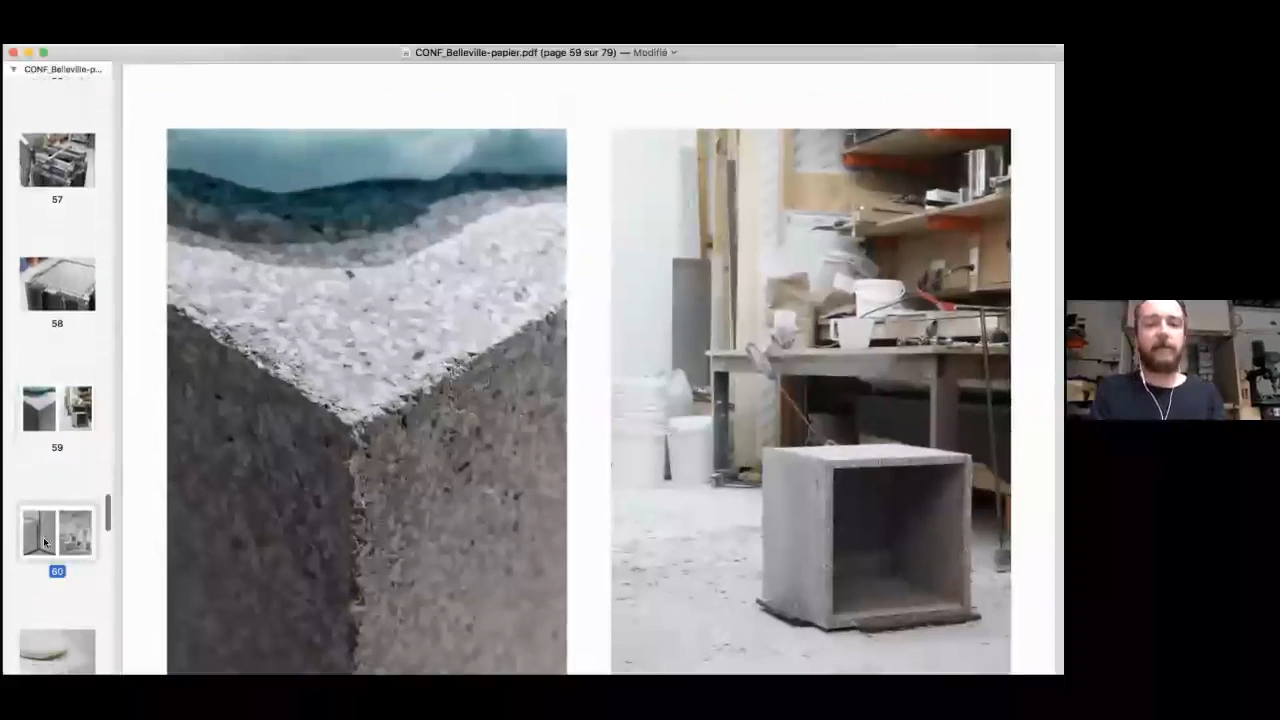 CONF_Belleville-papier.pdf (page 59 sur 79) — Modifié
CONF_Belleville-p...
57
58
59
60